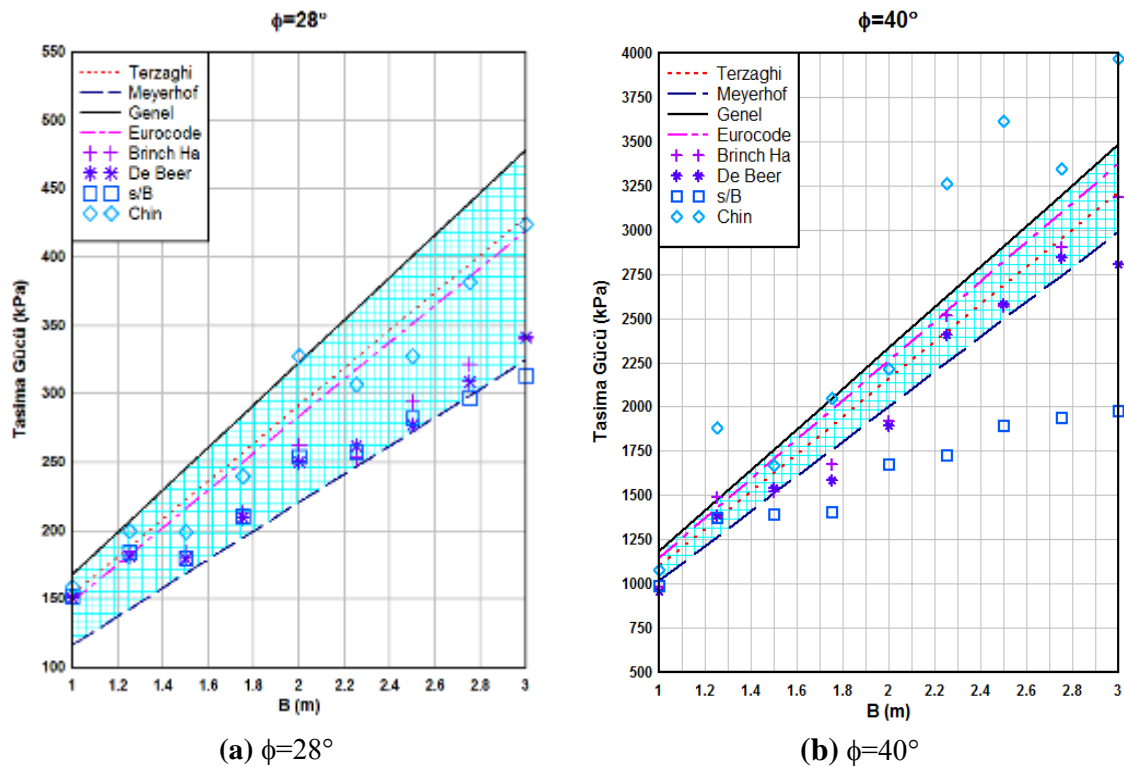 ϕ=28°
550
500
450
400
350
300
250
200
150
100
Tasima Gücü (kPa)
Terzaghi
Meyerhof
Genel
Eurocode
Brinch Ha
De Beer
s/B
Chin
1 1.2 1.4 1.6 1.8 2 2.2 2.4 2.6 2.8 3
B (m)
(a) ϕ=28°
ϕ=40°
4000
3750
3500
3250
3000
2750
2500
2250
2000
1750
1500
1250
1000
750
500
Tasima Gücü (kPa)
Terzaghi
Meyerhof
Genel
Eurocode
Brinch Ha
De Beer
s/B
Chin
1 1.2 1.4 1.6 1.8 2 2.2 2.4 2.6 2.8 3
B (m)
(b) ϕ=40°